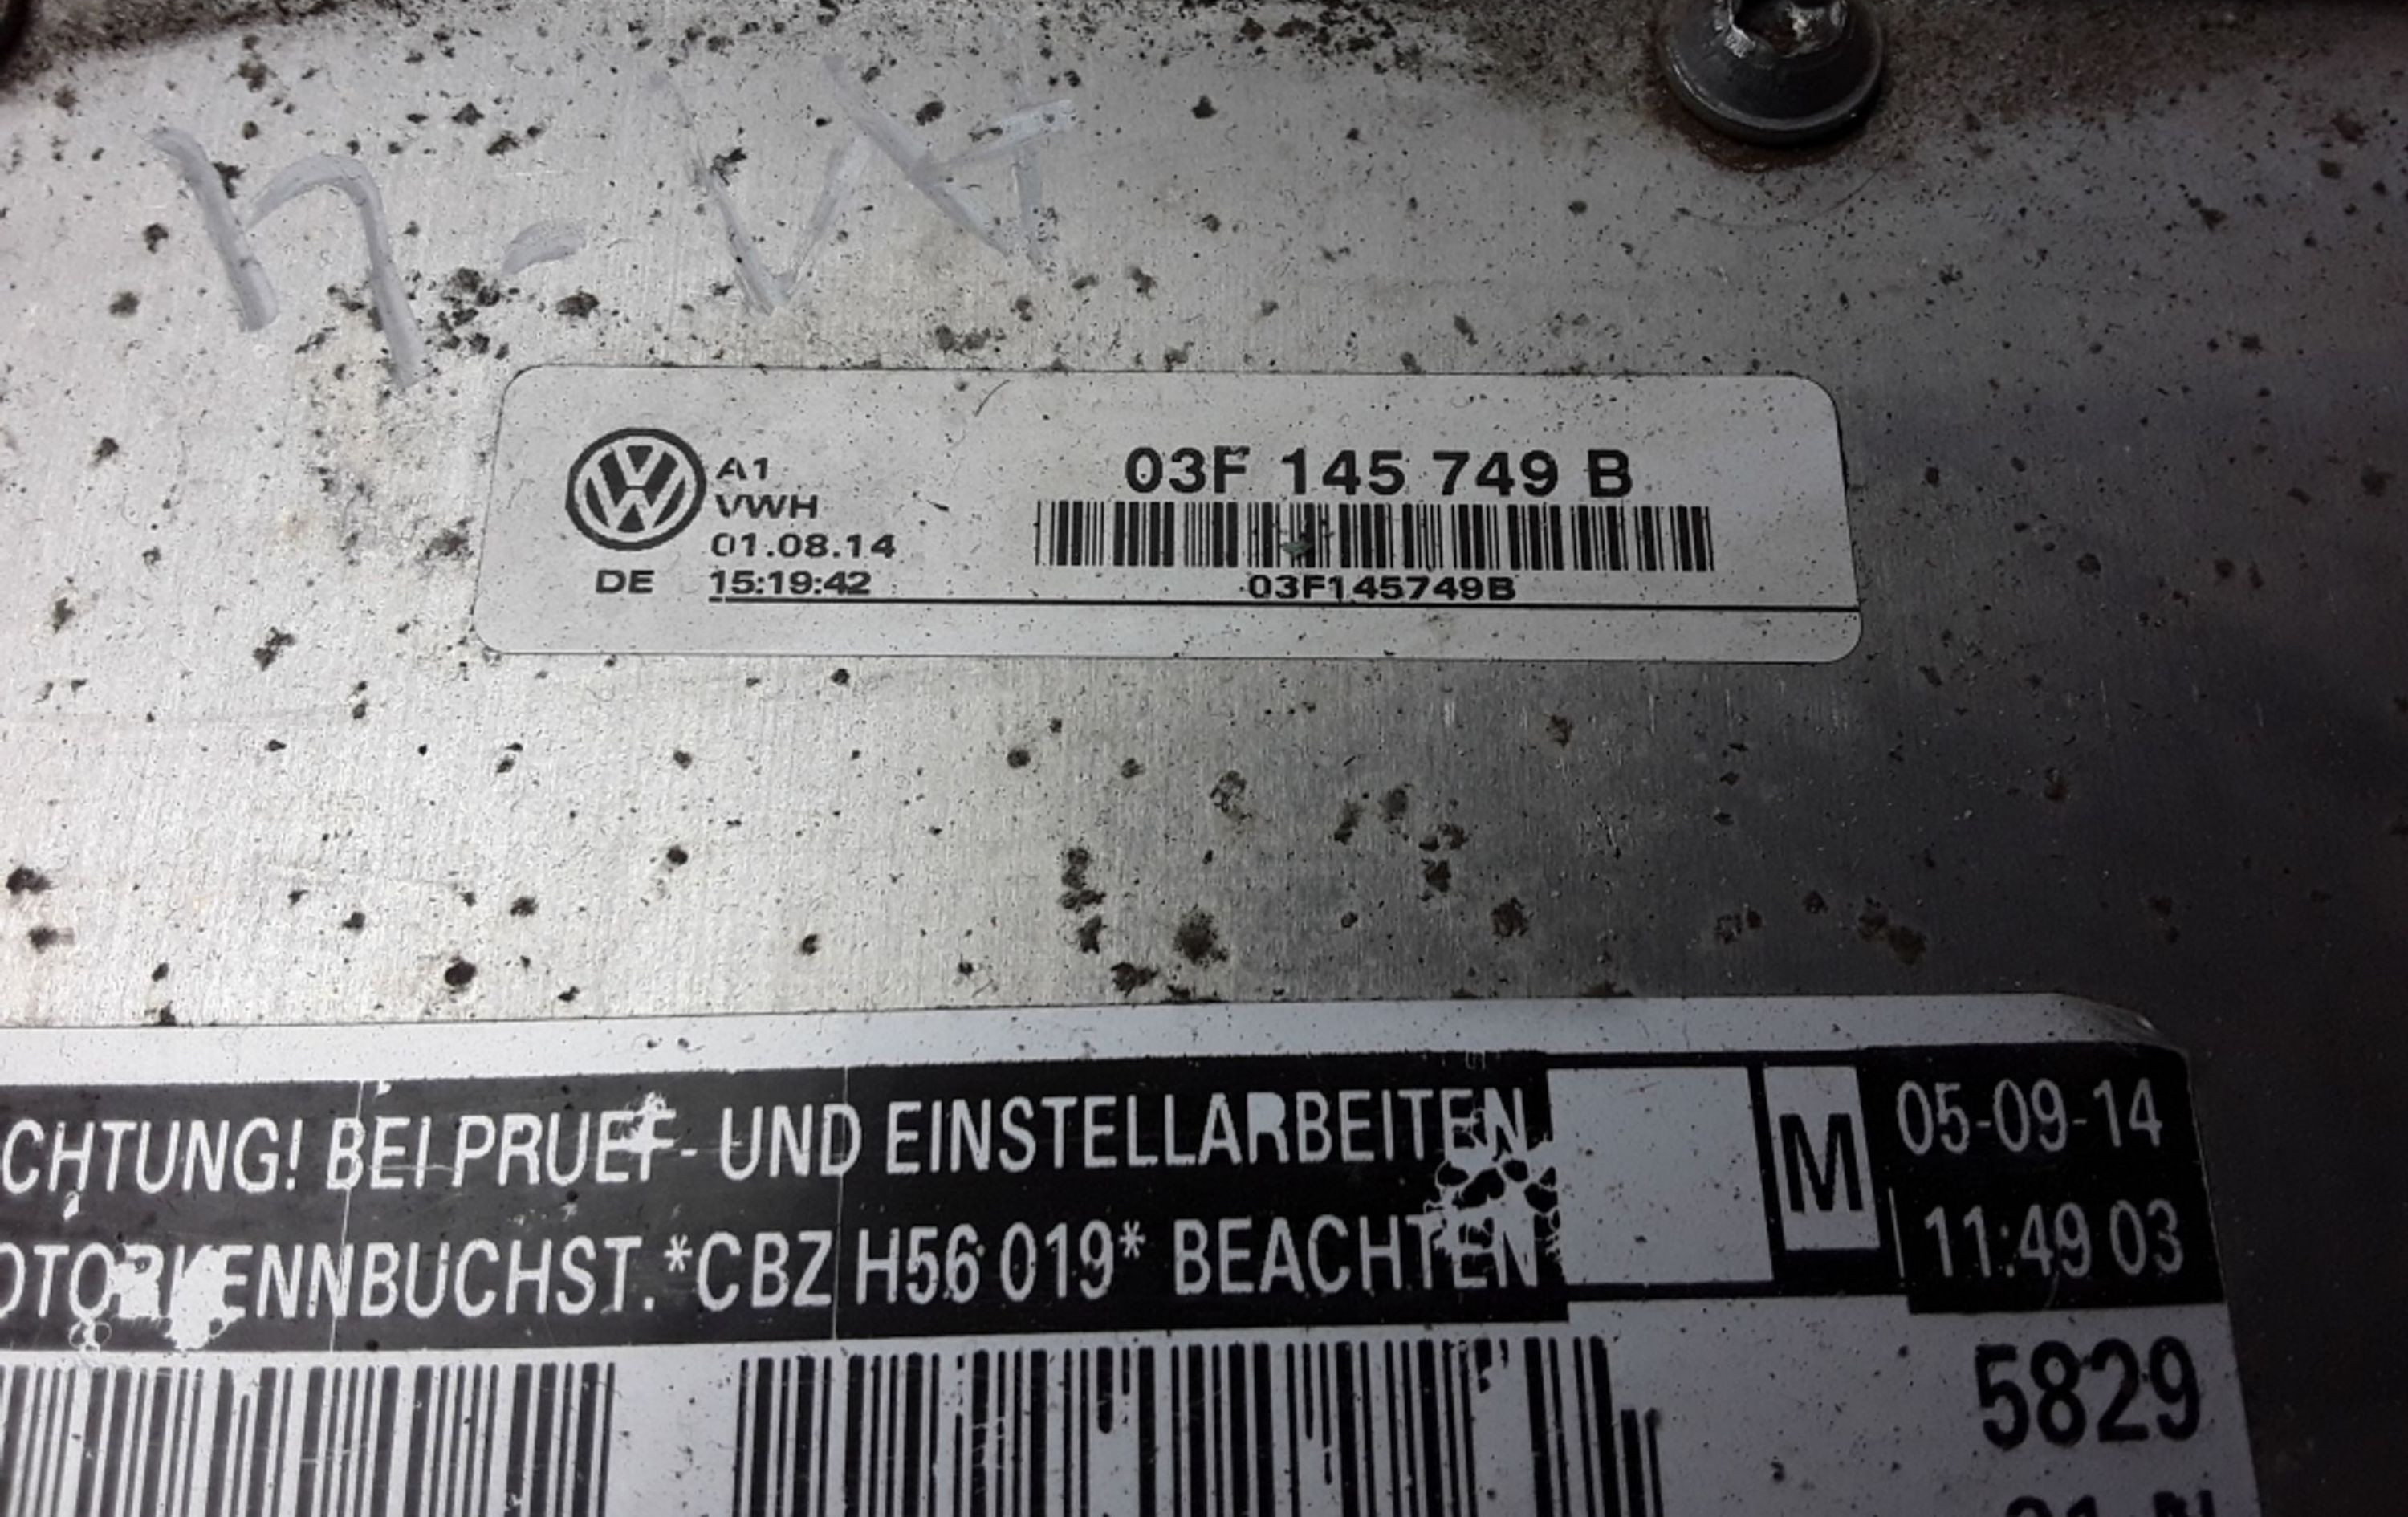 A1
VWH
01.08.14
DE 15:19:42
03F 145 749 B
03F145749B
CHTUNG! BEI PRUEF - UND EINSTELLARBEITEN
OTORKENNBUCHST. *CBZ H56 019* BEACHTEN
M
05-09-14
11:49 03
5829